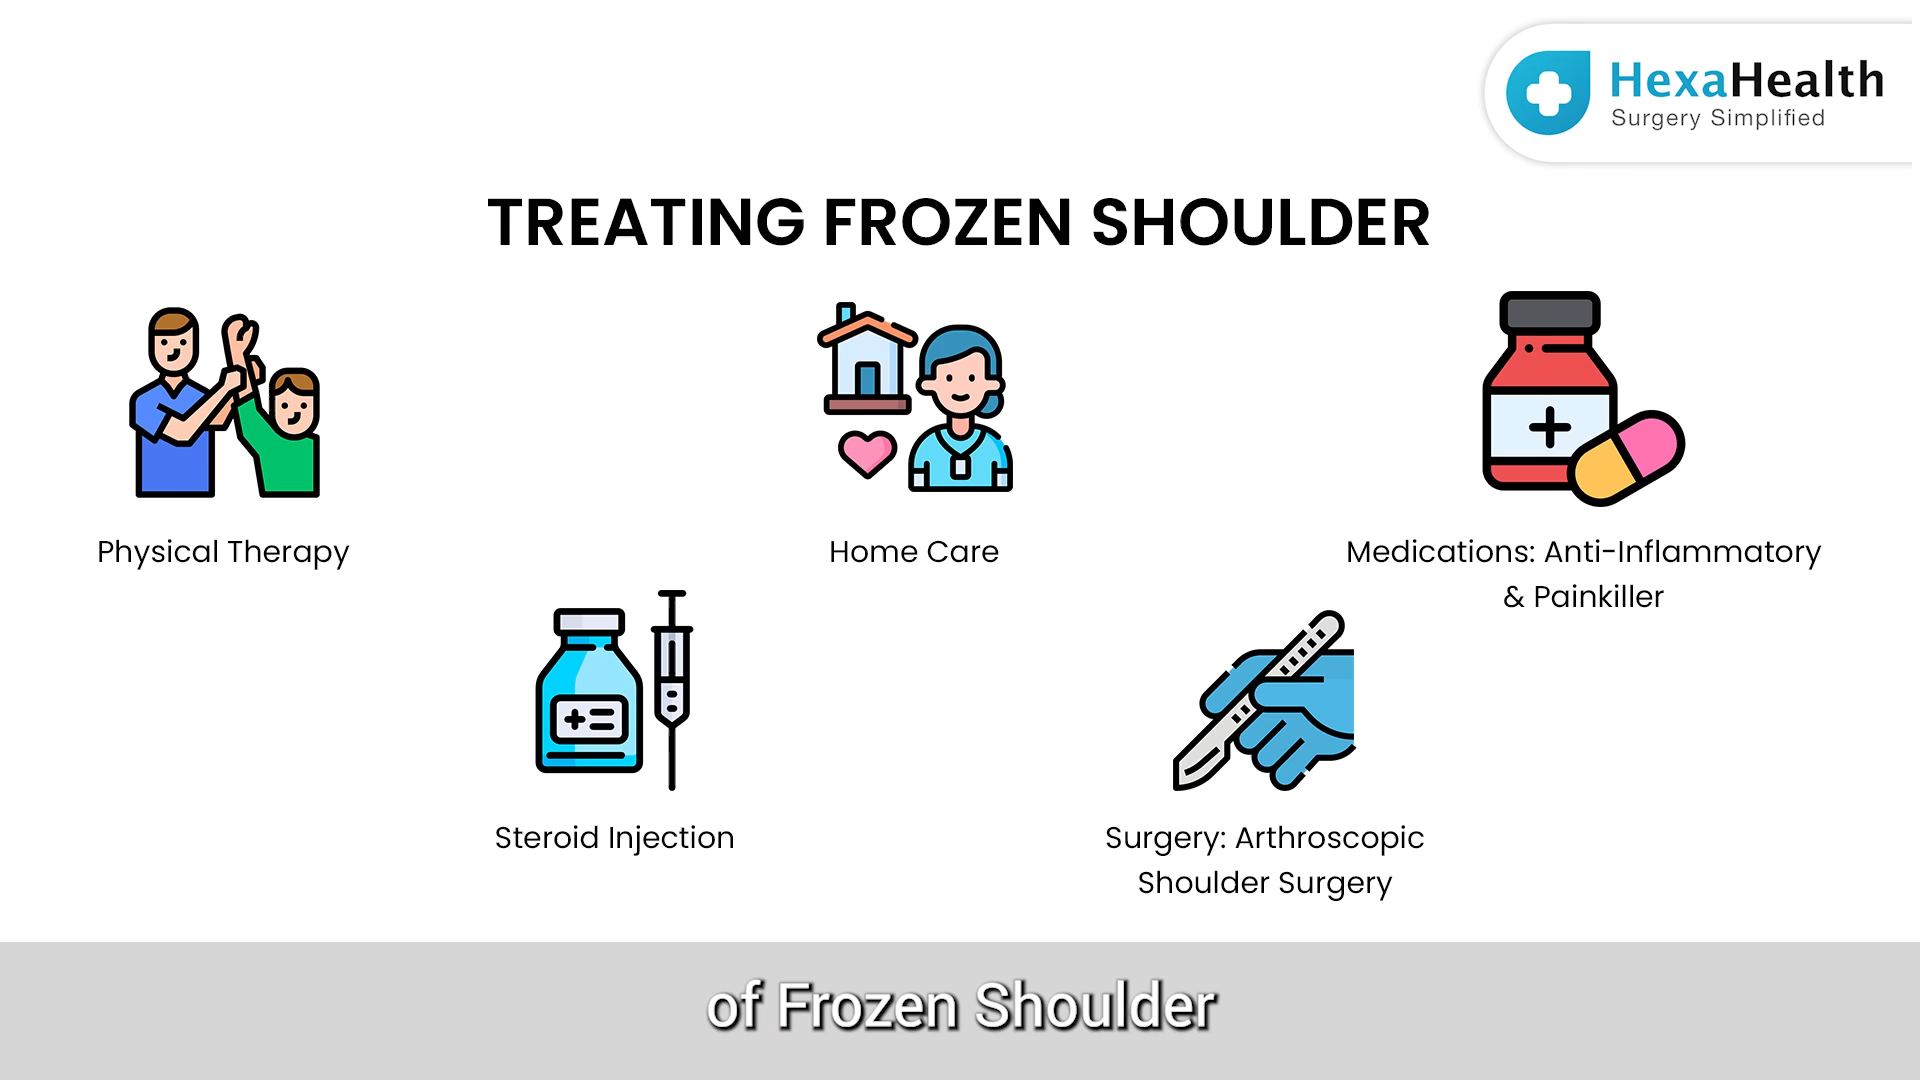 HexaHealth
Surgery Simplified
TREATING FROZEN SHOULDER
Physical Therapy
Home Care
Medications: Anti-Inflammatory
& Painkiller
Steroid Injection
Surgery: Arthroscopic
Shoulder Surgery
of Frozen Shoulder